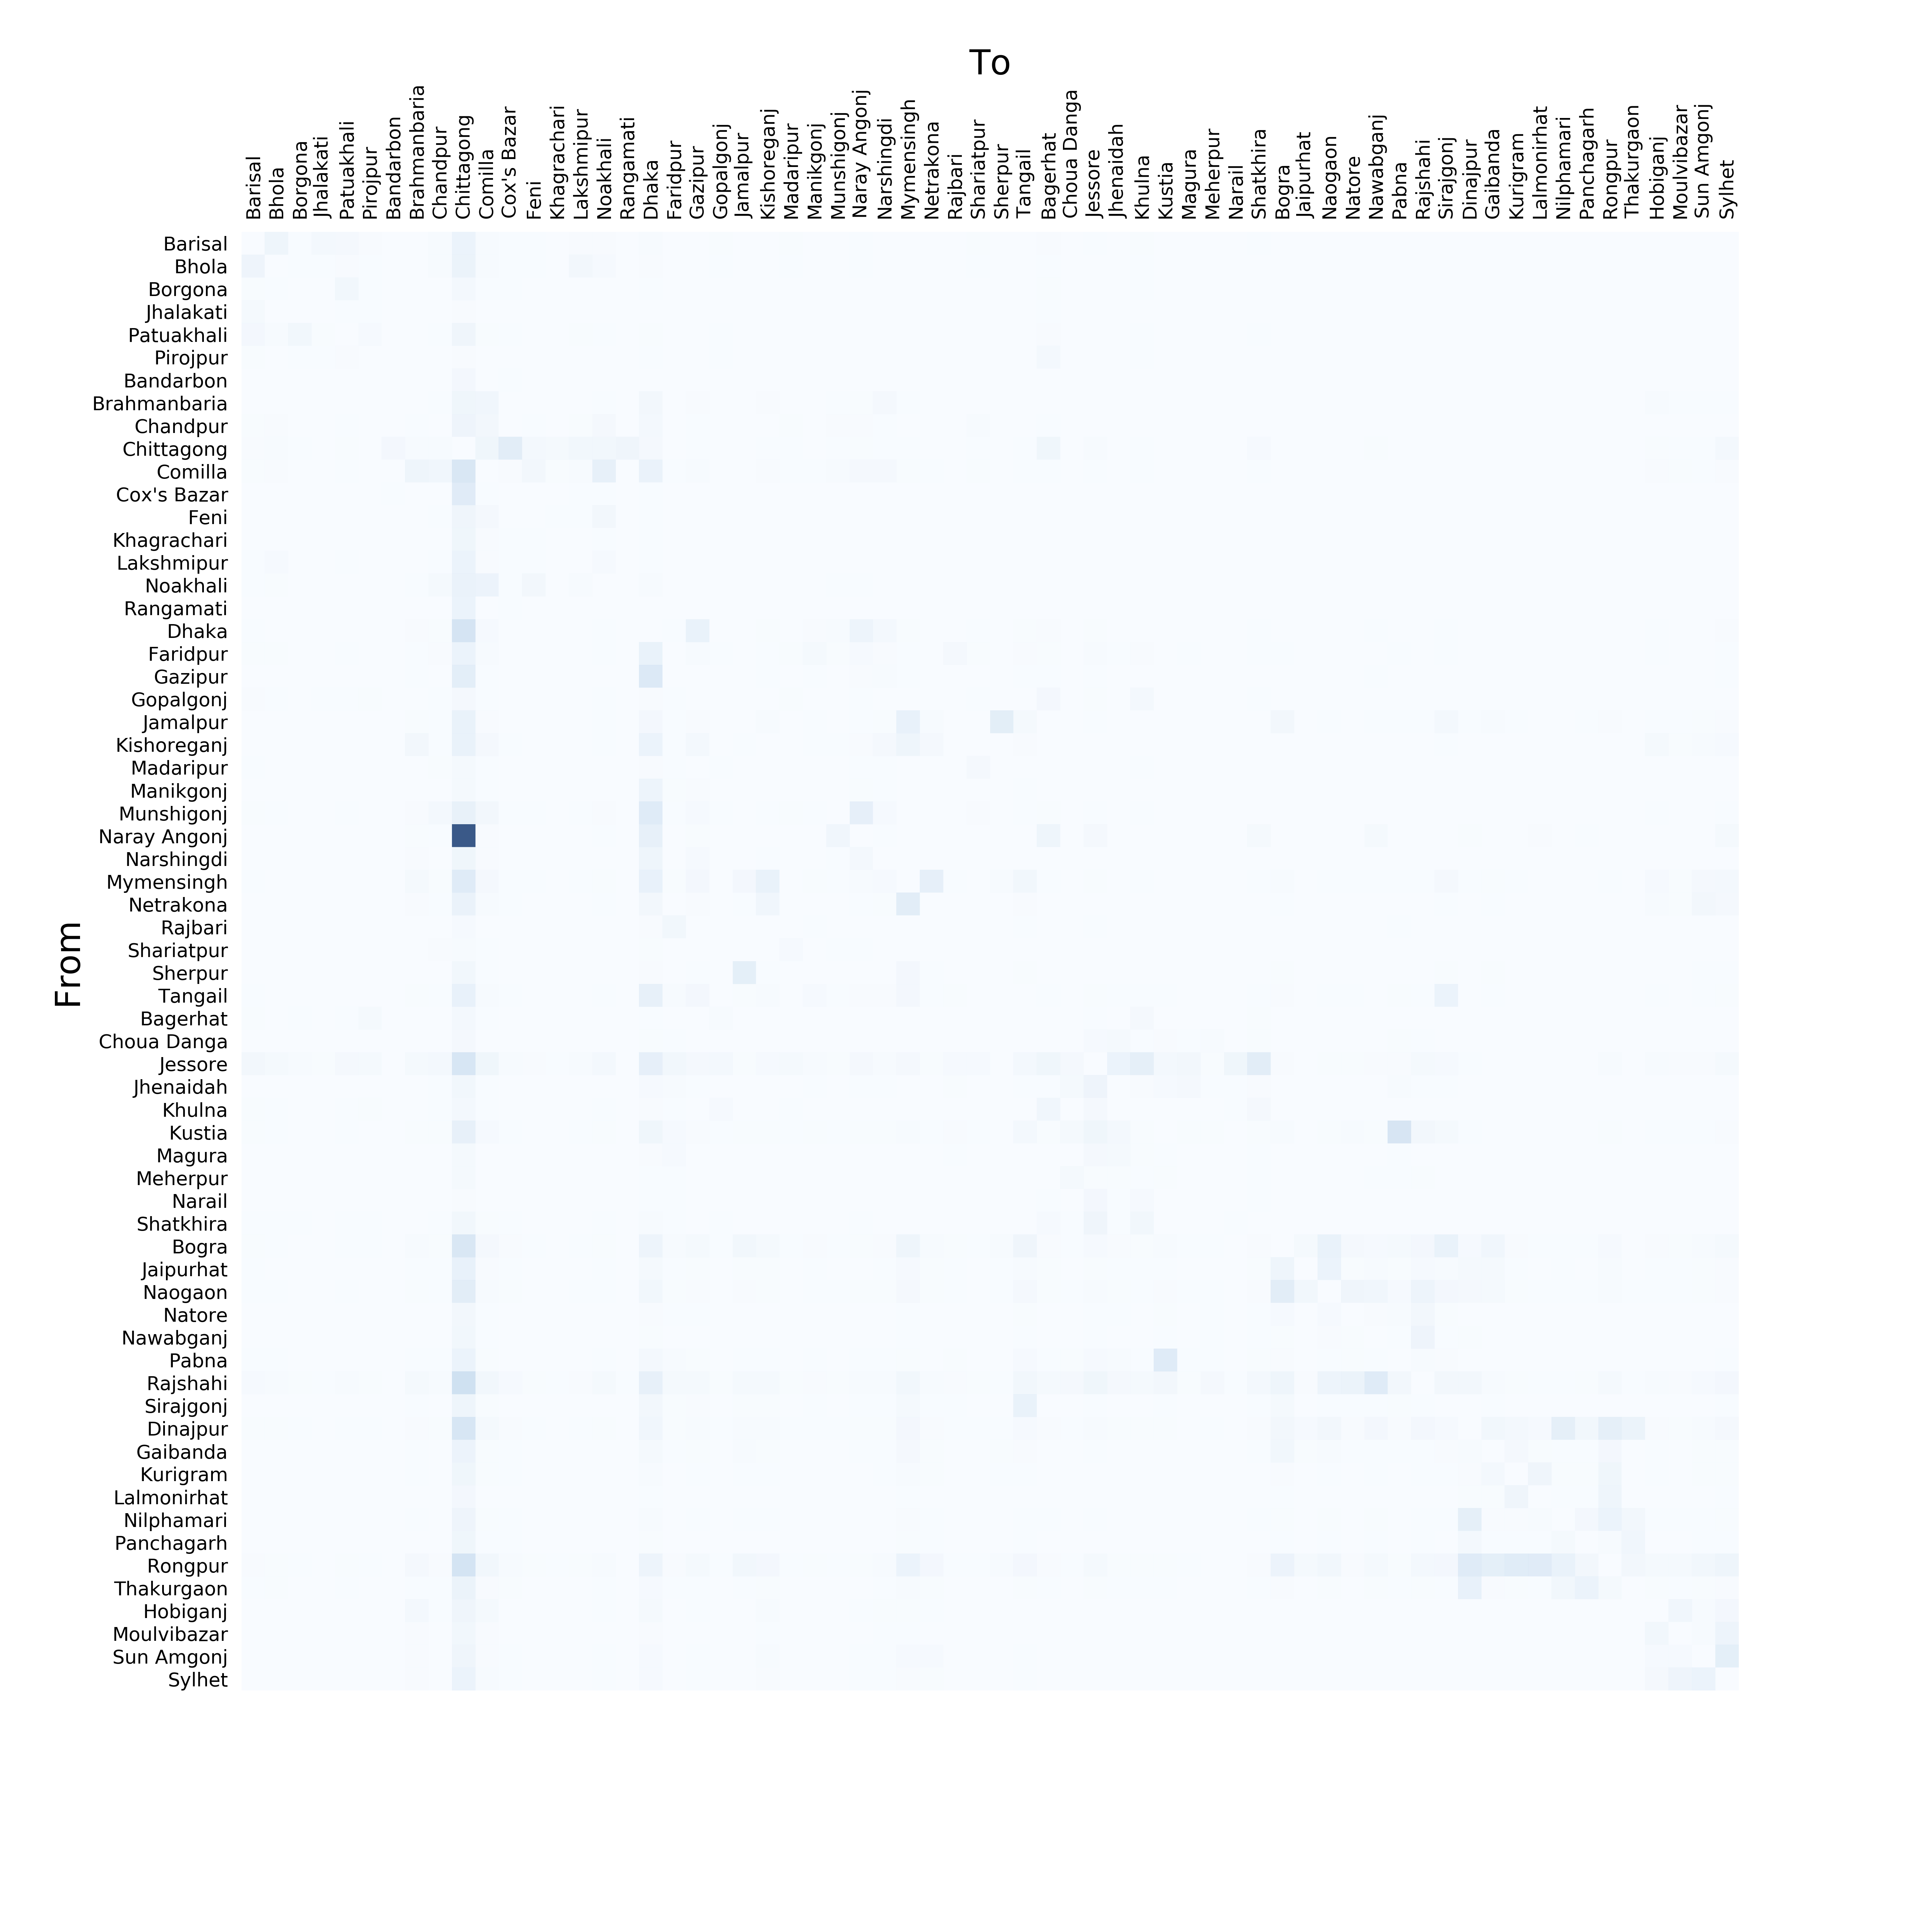 To
Barisal
Bhola
Borgona
Jhalakati
Patuakhali
Pirojpur
Bandarbon
Brahmanbaria
Chandpur
Chittagong
Comilla
Cox's Bazar
Feni
Khagrachari
Lakshmipur
Noakhali
Rangamati
Dhaka
Faridpur
Gazipur
Gopalgonj
Jamalpur
Kishoreganj
Madaripur
Manikgonj
Munshigonj
Naray Angonj
Narshingdi
Mymensingh
Netrakona
Rajbari
Shariatpur
Sherpur
Tangail
Bagerhat
Choua Danga
Jessore
Jhenaidah
Khulna
Kustia
Magura
Meherpur
Narail
Shatkhira
Bogra
Jaipurhat
Naogaon
Natore
Nawabganj
Pabna
Rajshahi
Sirajgonj
Dinajpur
Gaibanda
Kurigram
Lalmonirhat
Nilphamari
Panchagarh
Rongpur
Thakurgaon
Hobiganj
Moulvibazar
Sun Amgonj
Sylhet
From
Barisal
Bhola
Borgona
Jhalakati
Patuakhali
Pirojpur
Bandarbon
Brahmanbaria
Chandpur
Chittagong
Comilla
Cox's Bazar
Feni
Khagrachari
Lakshmipur
Noakhali
Rangamati
Dhaka
Faridpur
Gazipur
Gopalgonj
Jamalpur
Kishoreganj
Madaripur
Manikgonj
Munshigonj
Naray Angonj
Narshingdi
Mymensingh
Netrakona
Rajbari
Shariatpur
Sherpur
Tangail
Bagerhat
Choua Danga
Jessore
Jhenaidah
Khulna
Kustia
Magura
Meherpur
Narail
Shatkhira
Bogra
Jaipurhat
Naogaon
Natore
Nawabganj
Pabna
Rajshahi
Sirajgonj
Dinajpur
Gaibanda
Kurigram
Lalmonirhat
Nilphamari
Panchagarh
Rongpur
Thakurgaon
Hobiganj
Moulvibazar
Sun Amgonj
Sylhet